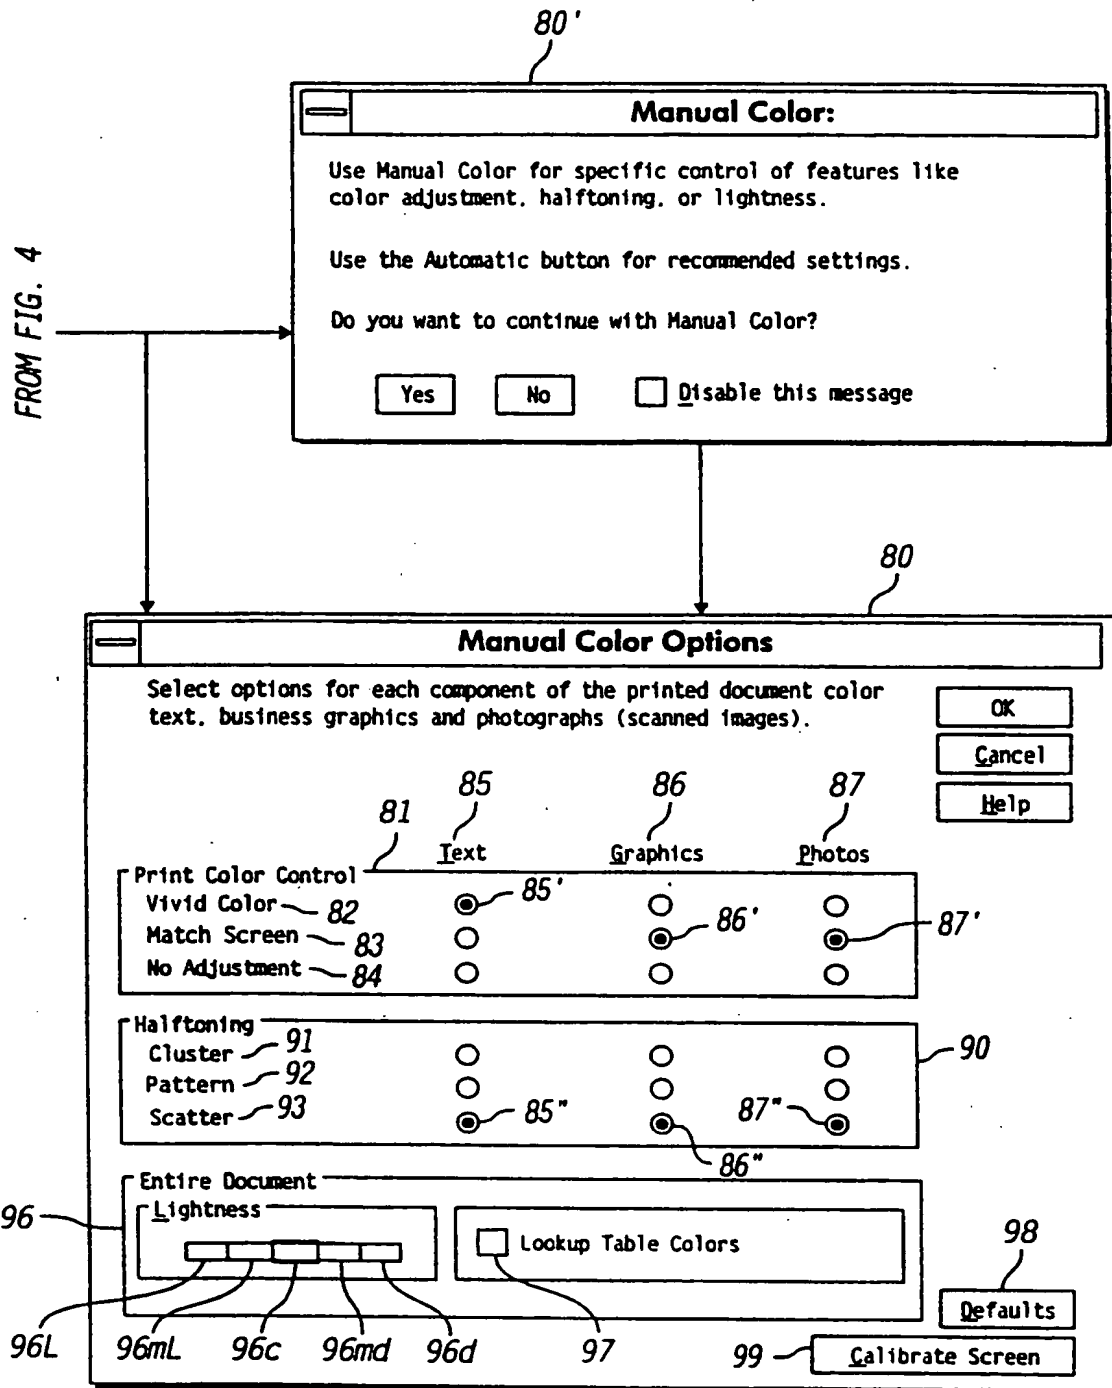 80'
Manual Color:
Use Manual Color for specific control of features like
color adjustment, halftoning, or lightness.
Use the Automatic button for recommended settings.
Do you want to continue with Manual Color?
Yes No Disable this message
FROM FIG. 4
80
Manual Color Options
Select options for each component of the printed document color
text, business graphics and photographs (scanned images).
OK
Cancel
Help
81 85 86 87
Text Graphics Photos
Print Color Control
Vivid Color 82 85'
Match Screen 83 86' 87'
No Adjustment 84
Halftoning
Cluster 91 90
Pattern 92
Scatter 93 85" 86" 87"
Entire Document
96 Lightness
Lookup Table Colors
98
Defaults
96L 96mL 96c 96md 96d 97
99 Calibrate Screen